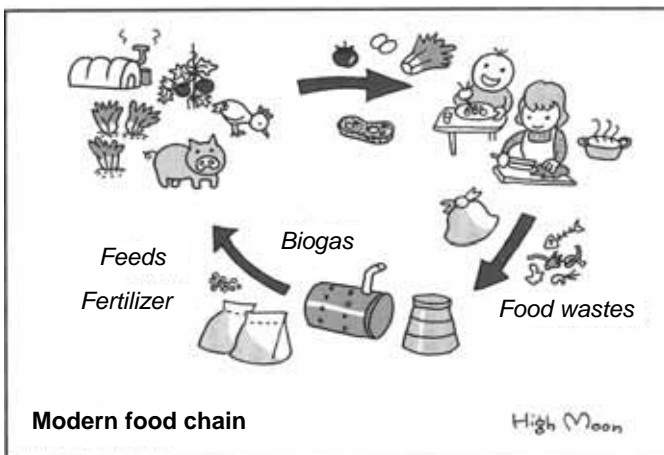 Biogas
Feeds
Fertilizer
Food wastes
Modern food chain
High Moon